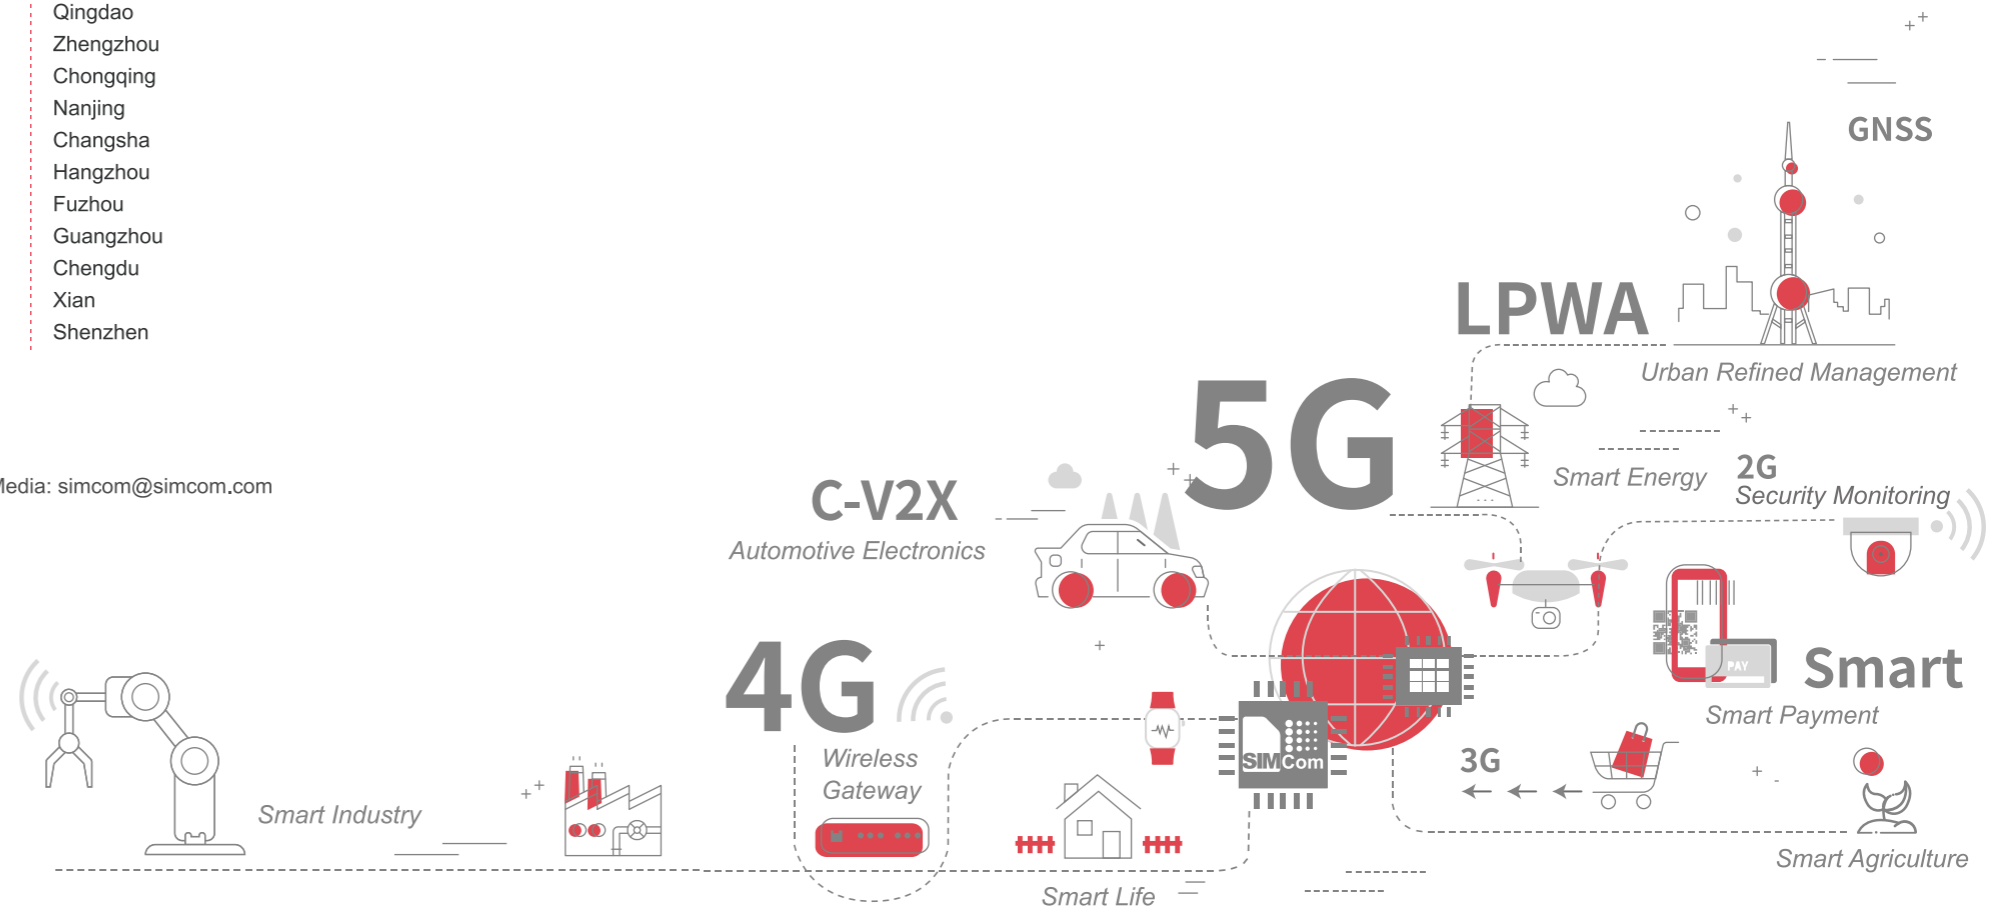 Qingdao
Zhengzhou
Chongqing
Nanjing
Changsha
Hangzhou
Fuzhou
Guangzhou
Chengdu
Xian
Shenzhen
Media: simcom@simcom.com
GNSS
LPWA
Urban Refined Management
5G
Smart Energy
2G
Security Monitoring
C-V2X
Automotive Electronics
4G
Wireless
Gateway
PAY
Smart
Smart Payment
SIMCom
3G
Smart Industry
Smart Agriculture
Smart Life